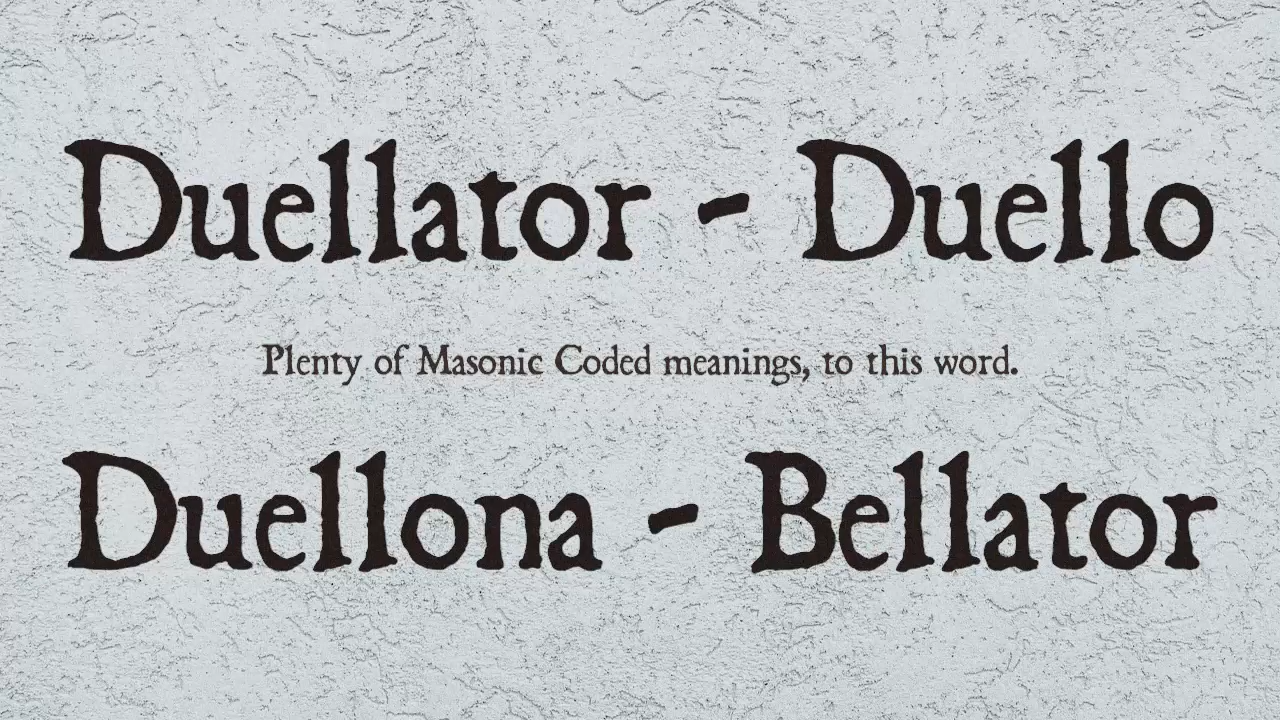 Duellator - Duello
Plenty of Masonic Coded meanings, to this word.
Duellona - Bellator